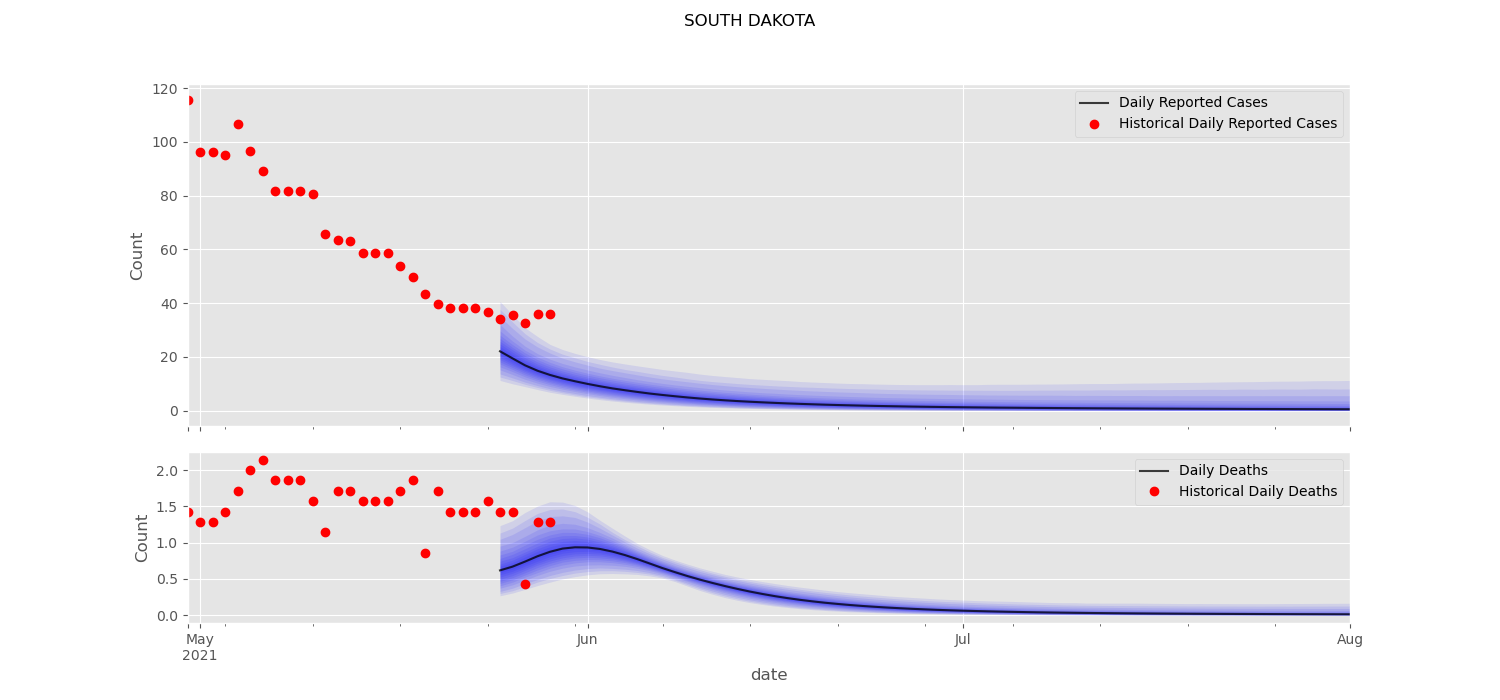 SOUTH DAKOTA
120
100
80
60
40
20
0
Count
Daily Reported Cases
Historical Daily Reported Cases
2.0
1.5
1.0
0.5
0.0
Count
Daily Deaths
Historical Daily Deaths
May
2021
Jun
Jul
Aug
date